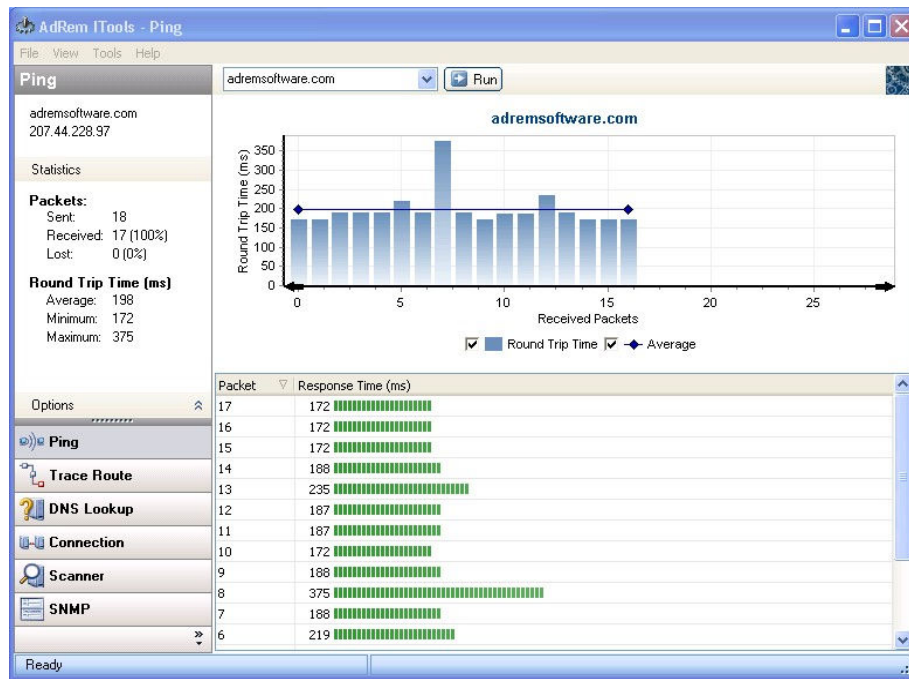 AdRem ITools - Ping
File View Tools Help
Ping
adremsoftware.com
207.44.228.97
Statistics
Packets:
Sent: 18
Received: 17 (100%)
Lost: 0 (0%)
Round Trip Time (ms)
Average: 198
Minimum: 172
Maximum: 375
Options
Ping
Trace Route
DNS Lookup
Connection
Scanner
SNMP
adremsoftware.com Run
adremsoftware.com
Round Trip Time (ms)
350
300
250
200
150
100
50
0
0 5 10 15 20 25
Received Packets
Round Trip Time Average
Packet Response Time (ms)
17 172
16 172
15 172
14 188
13 235
12 187
11 187
10 172
9 188
8 375
7 188
6 219
Ready